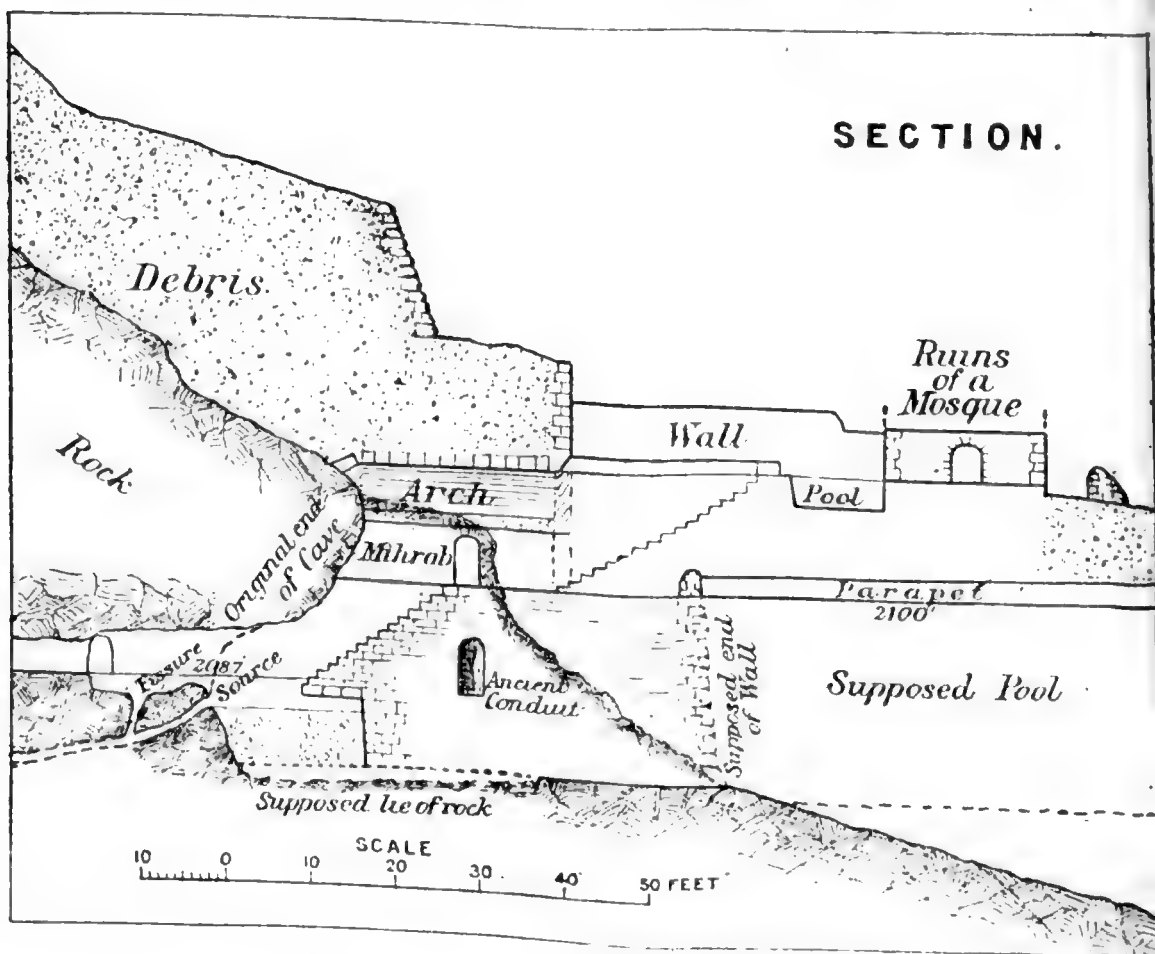 SECTION.
Debris.
Ruins
of a
Mosque
Wall
Rock
Arch
Pool
Original end
of Cave
Mihrab
Parapet
2100'
Fissure
2087
Source
Ancient
Conduit
Supposed end
of Wall
Supposed Pool
Supposed lie of rock
SCALE
10 0 10 20 30 40 50 FEET